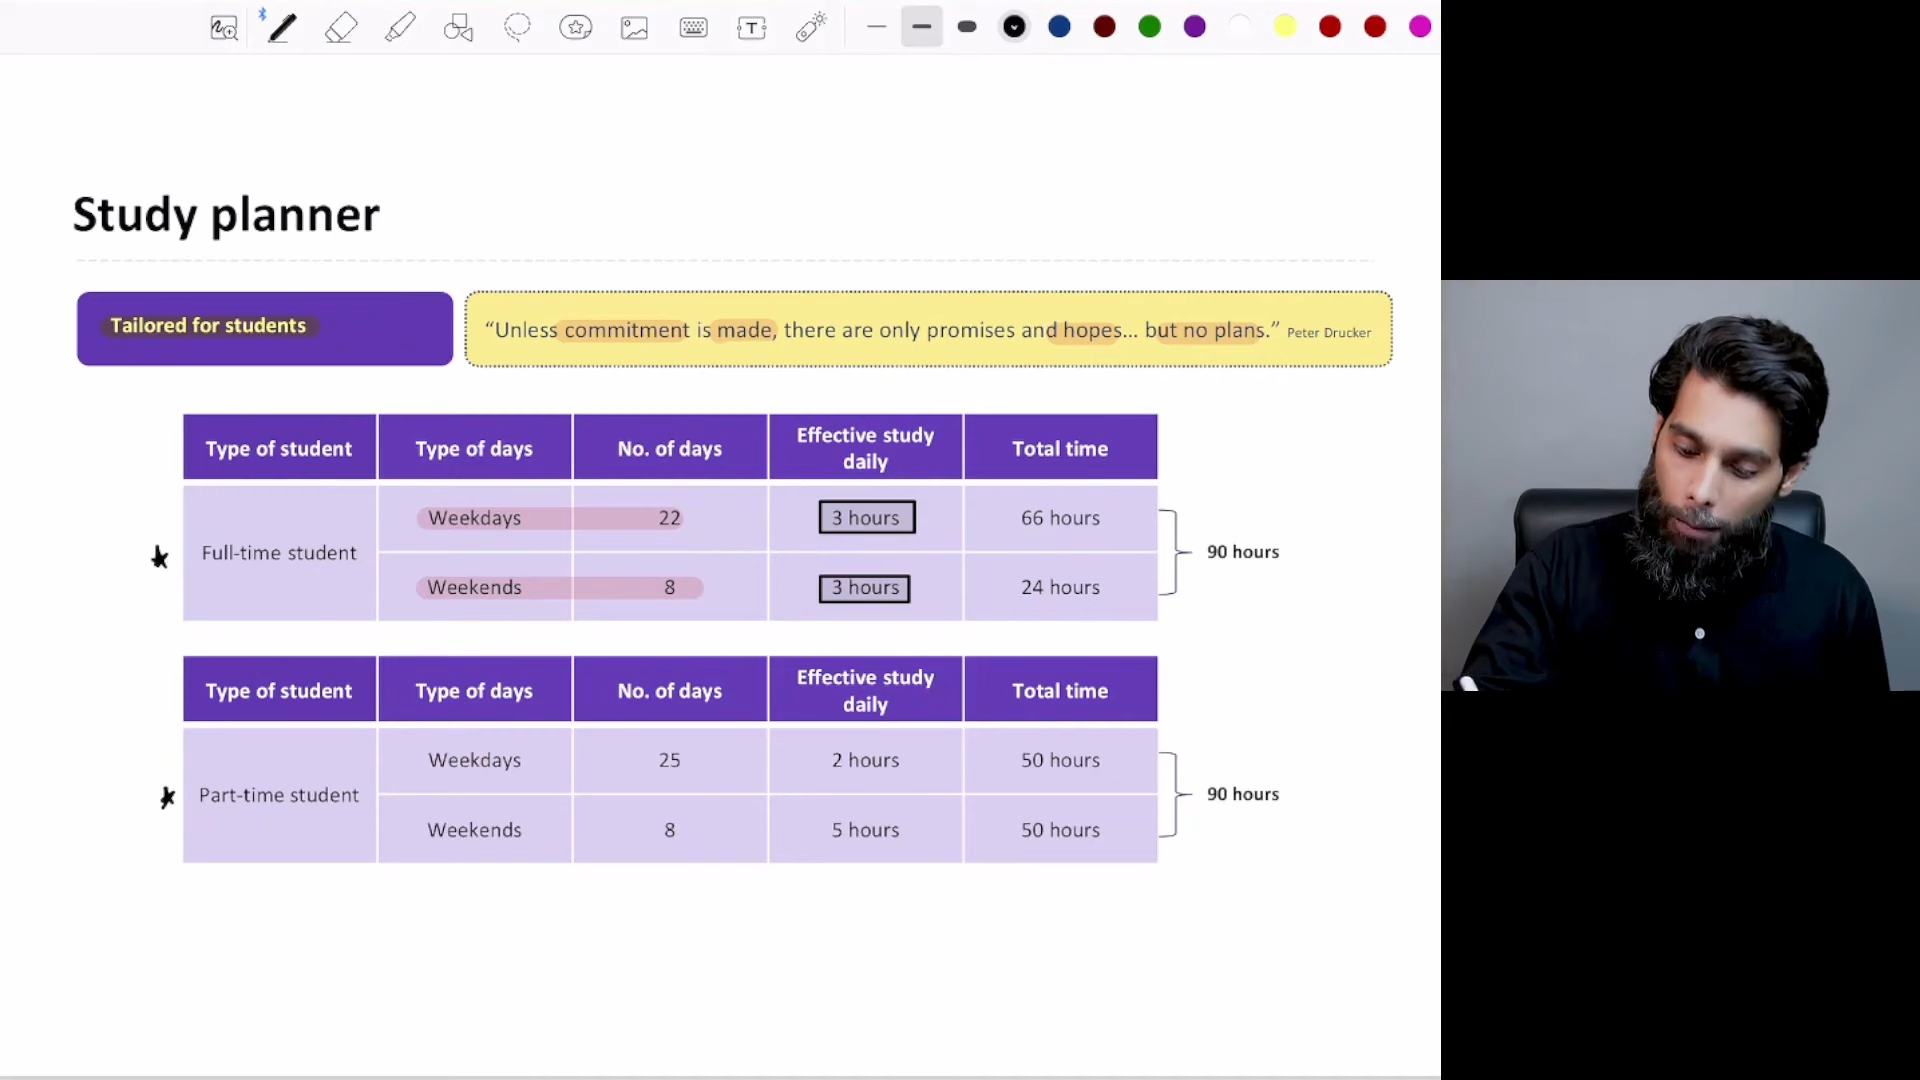 Study planner
Tailored for students
“Unless commitment is made, there are only promises and hopes... but no plans.” Peter Drucker
Type of student Type of days No. of days Effective study daily Total time
Full-time student
Weekdays 22 3 hours 66 hours
Weekends 8 3 hours 24 hours
90 hours
Type of student Type of days No. of days Effective study daily Total time
Part-time student
Weekdays 25 2 hours 50 hours
Weekends 8 5 hours 50 hours
90 hours